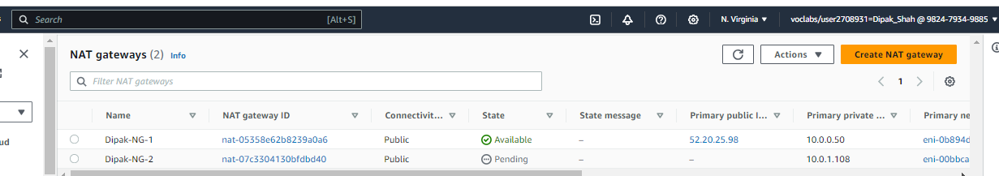 Search [Alt+S] N. Virginia voclabs/user2708931=Dipak_Shah @ 9824-7934-9885
NAT gateways (2) Info Actions Create NAT gateway
Filter NAT gateways 1
Name NAT gateway ID Connectivit... State State message Primary public I... Primary private ... Primary ne
Dipak-NG-1 nat-05358e62b8239a0a6 Public Available – 52.20.25.98 10.0.0.50 eni-0b894d
ud
Dipak-NG-2 nat-07c3304130bfdbd40 Public Pending – – 10.0.1.108 eni-00bbca